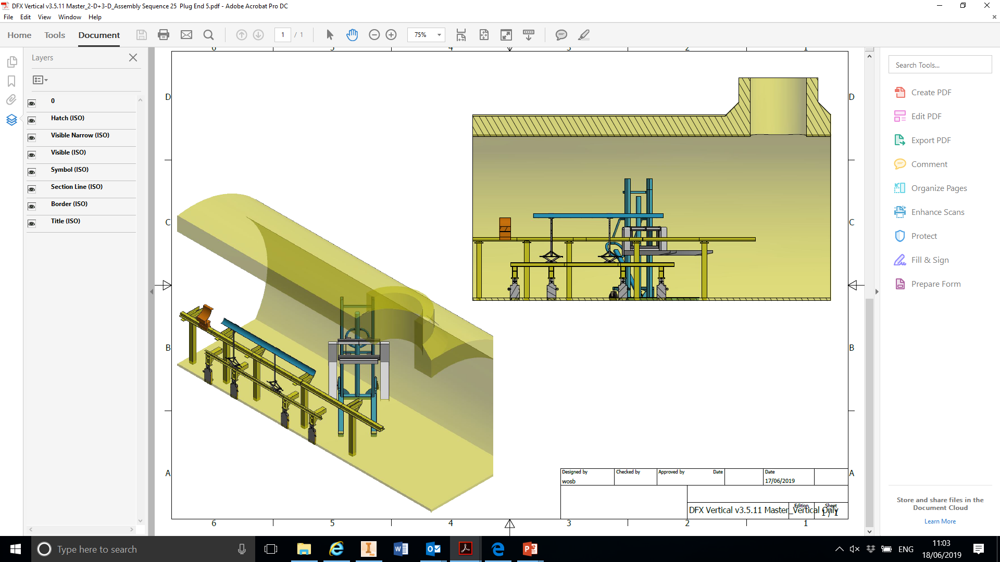 DFX Vertical v3.5.11 Master_2-D+3-D_Assembly Sequence 25 Plug End 5.pdf - Adobe Acrobat Pro DC
File Edit View Window Help
Home Tools Document 1 / 1 75%
Layers
0
Hatch (ISO)
Visible Narrow (ISO)
Visible (ISO)
Symbol (ISO)
Section Line (ISO)
Border (ISO)
Title (ISO)
6 5 4 3 2 1
D D
C C
B B
A A
Designed by Checked by Approved by Date Date
wosb 17/06/2019
Edition Sheet
DFX Vertical v3.5.11 Master_Vertical Only
1 / 1
6 5 4 3 2 1
Search Tools...
Create PDF
Edit PDF
Export PDF
Comment
Organize Pages
Enhance Scans
Protect
Fill & Sign
Prepare Form
Store and share files in the
Document Cloud
Learn More
Type here to search
ENG
11:03
18/06/2019